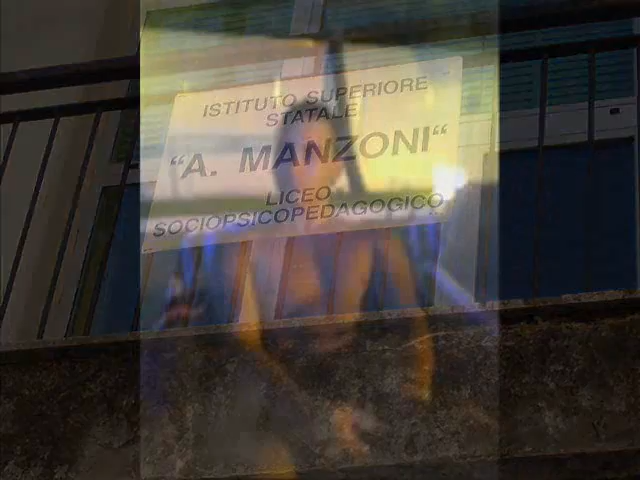 ISTITUTO SUPERIORE
STATALE
“A. MANZONI“
LICEO
SOCIOPSICOPEDAGOGICO